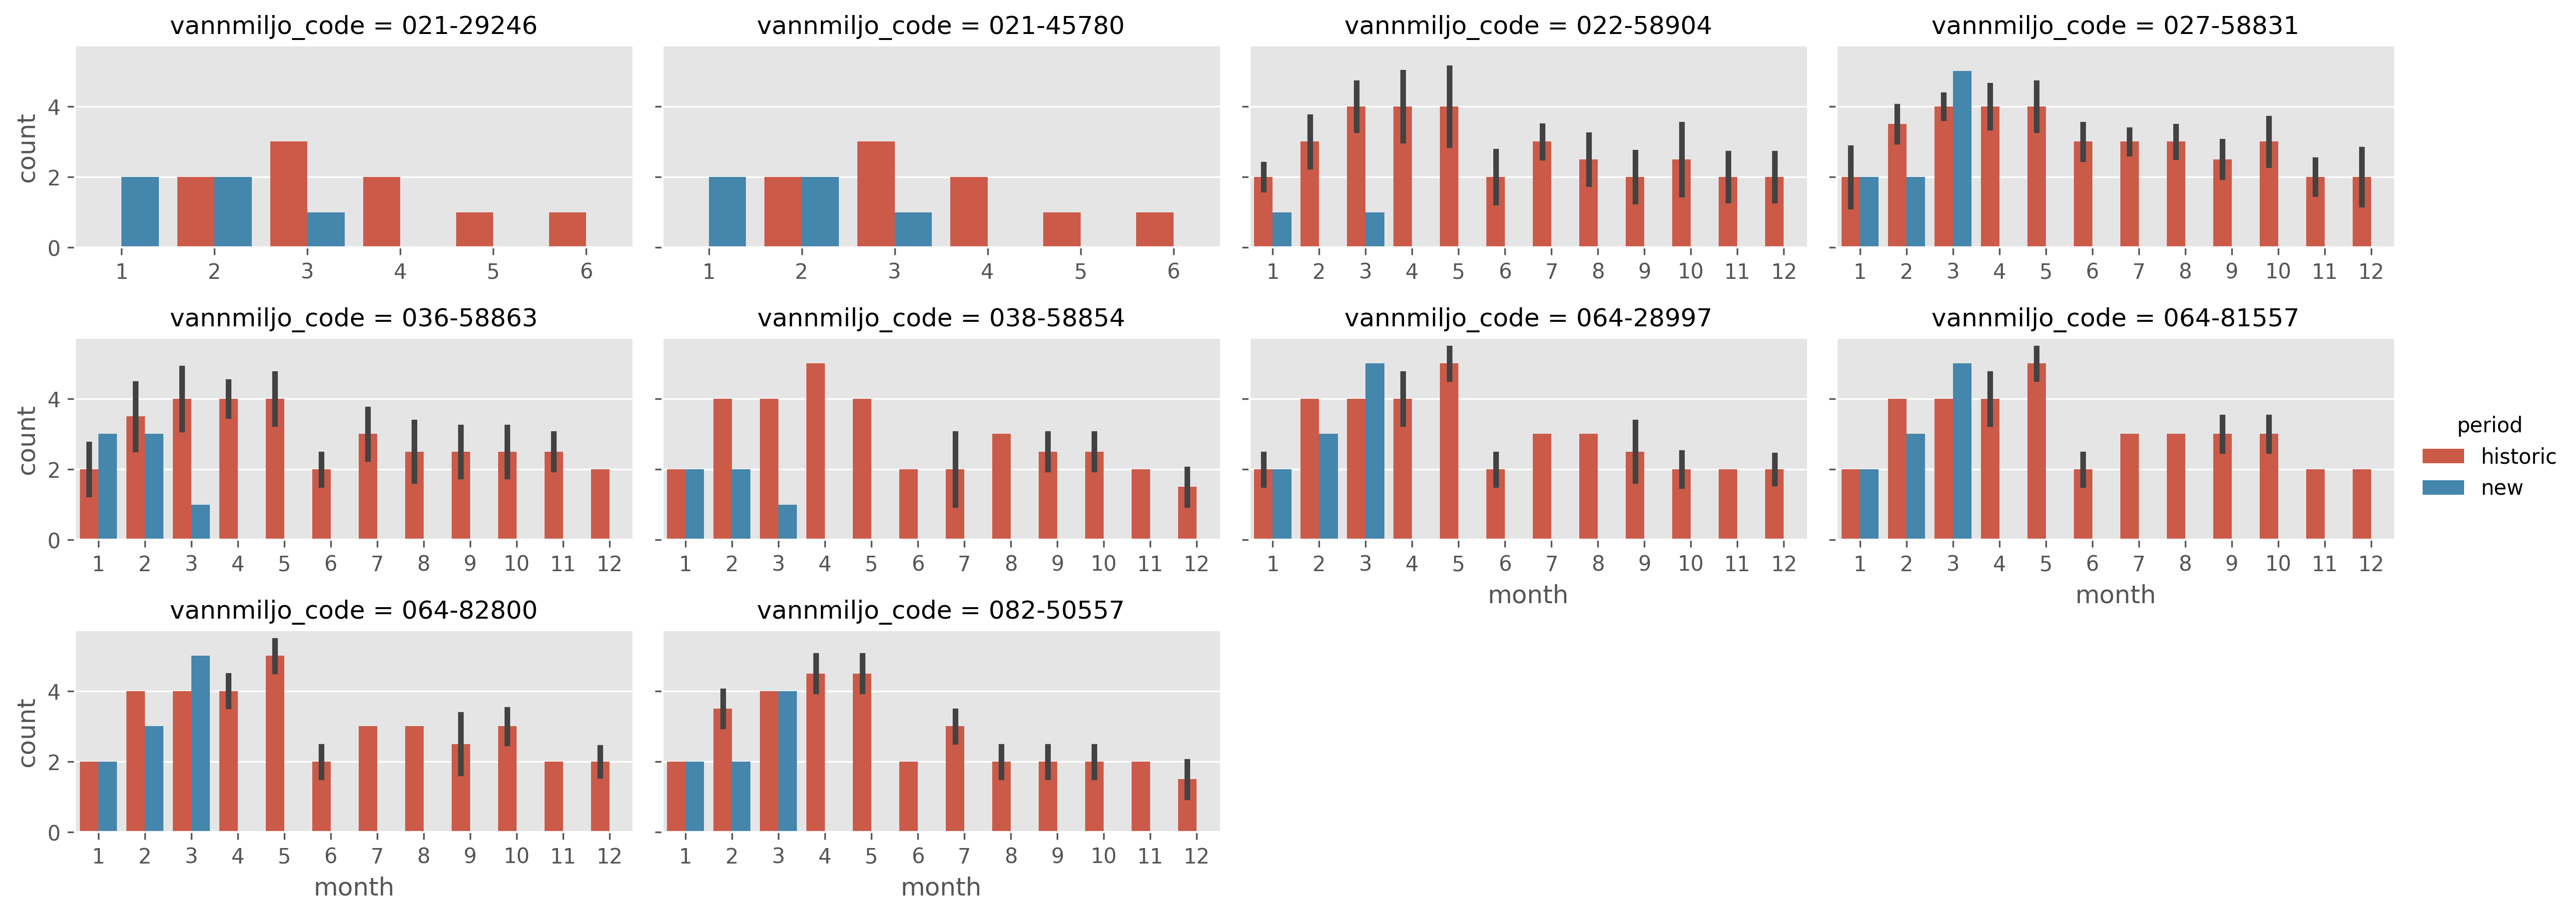 vannmiljo_code = 021-29246
vannmiljo_code = 021-45780
vannmiljo_code = 022-58904
vannmiljo_code = 027-58831
count
4
2
0
1 2 3 4 5 6
1 2 3 4 5 6
1 2 3 4 5 6 7 8 9 10 11 12
1 2 3 4 5 6 7 8 9 10 11 12
vannmiljo_code = 036-58863
vannmiljo_code = 038-58854
vannmiljo_code = 064-28997
vannmiljo_code = 064-81557
count
4
2
0
1 2 3 4 5 6 7 8 9 10 11 12
1 2 3 4 5 6 7 8 9 10 11 12
1 2 3 4 5 6 7 8 9 10 11 12
month
1 2 3 4 5 6 7 8 9 10 11 12
month
period
historic
new
vannmiljo_code = 064-82800
vannmiljo_code = 082-50557
count
4
2
0
1 2 3 4 5 6 7 8 9 10 11 12
month
1 2 3 4 5 6 7 8 9 10 11 12
month